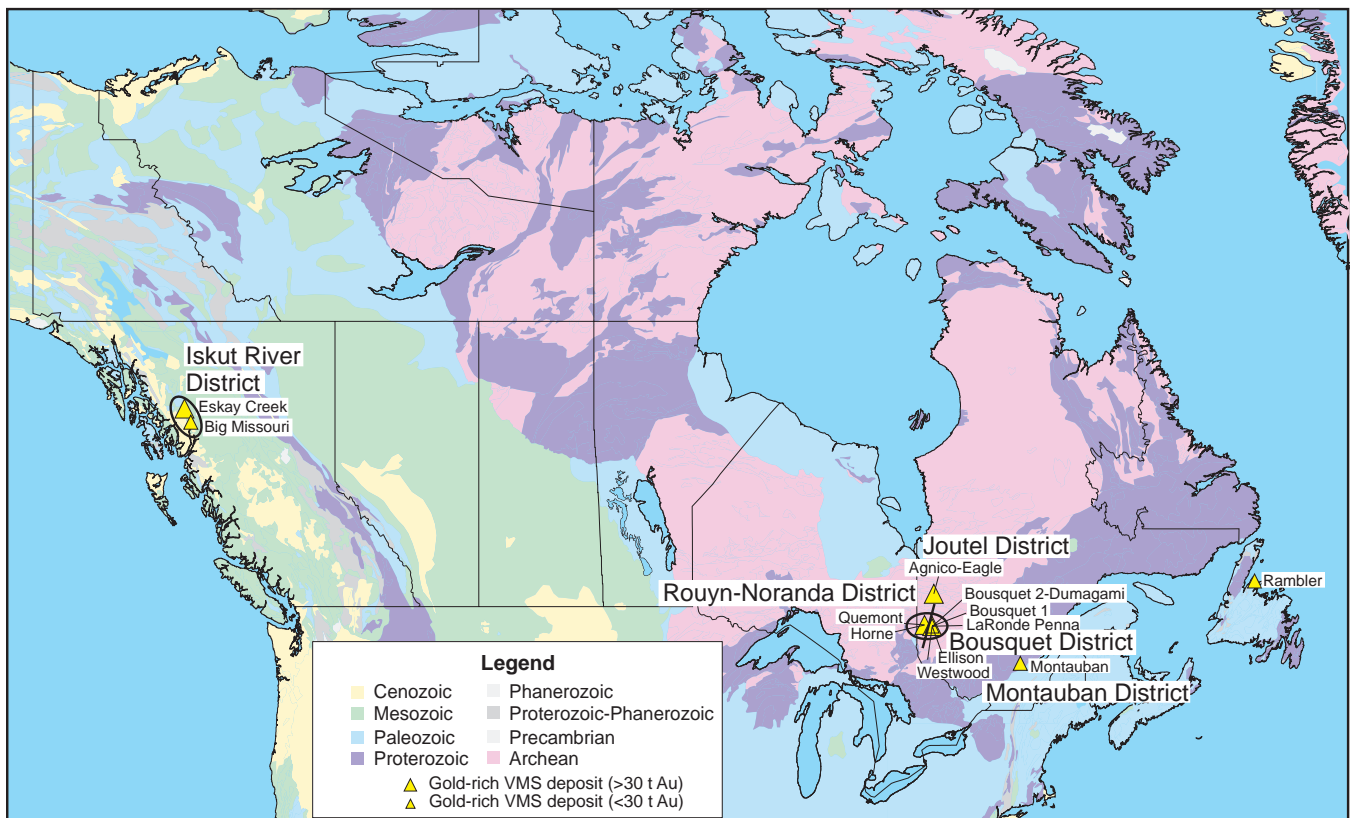 Iskut River
District
Eskay Creek
Big Missouri
Joutel District
Agnico-Eagle
Rouyn-Noranda District
Bousquet 2-Dumagami
Bousquet 1
Quemont
LaRonde Penna
Horne
Bousquet District
Ellison
Westwood
Montauban
Montauban District
Rambler
Legend
Cenozoic
Mesozoic
Paleozoic
Proterozoic
Phanerozoic
Proterozoic-Phanerozoic
Precambrian
Archean
Gold-rich VMS deposit (>30 t Au)
Gold-rich VMS deposit (<30 t Au)